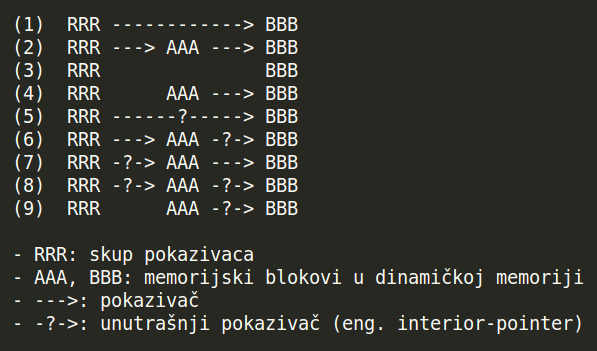 (1)  RRR ------------> BBB
(2)  RRR ---> AAA ---> BBB
(3)  RRR               BBB
(4)  RRR      AAA ---> BBB
(5)  RRR ------?-----> BBB
(6)  RRR ---> AAA -?-> BBB
(7)  RRR -?-> AAA ---> BBB
(8)  RRR -?-> AAA -?-> BBB
(9)  RRR      AAA -?-> BBB

- RRR: skup pokazivaca
- AAA, BBB: memorijski blokovi u dinamičkoj memoriji
- --->: pokazivač
- -?->: unutrašnji pokazivač (eng. interior-pointer)